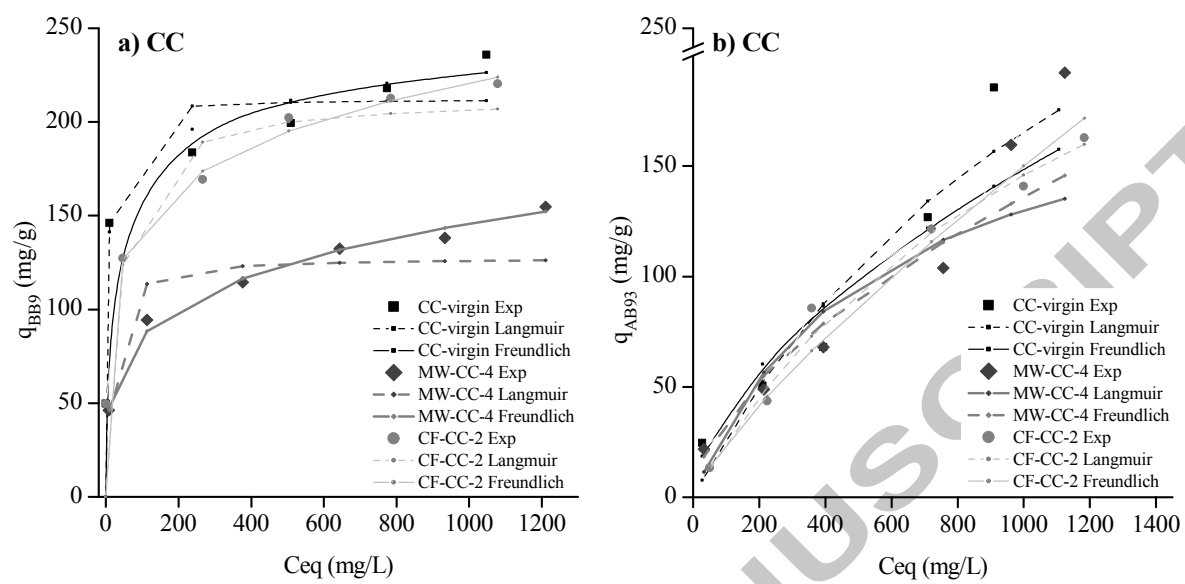 a) CC
250
200
150
100
50
0
q_BB9 (mg/g)
CC-virgin Exp
CC-virgin Langmuir
CC-virgin Freundlich
MW-CC-4 Exp
MW-CC-4 Langmuir
MW-CC-4 Freundlich
CF-CC-2 Exp
CF-CC-2 Langmuir
CF-CC-2 Freundlich
0 200 400 600 800 1000 1200
Ceq (mg/L)
b) CC
250
150
100
50
0
q_AB93 (mg/g)
CC-virgin Exp
CC-virgin Langmuir
CC-virgin Freundlich
MW-CC-4 Exp
MW-CC-4 Langmuir
MW-CC-4 Freundlich
CF-CC-2 Exp
CF-CC-2 Langmuir
CF-CC-2 Freundlich
0 200 400 600 800 1000 1200 1400
Ceq (mg/L)
USCRIPT